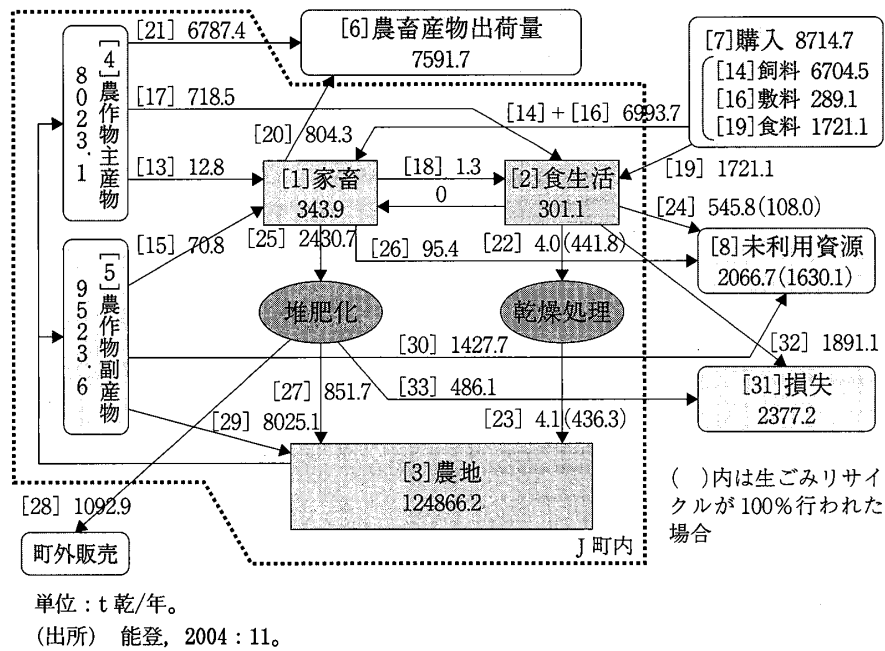 [21] 6787.4
[6]農畜産物出荷量
7591.7
[7]購入 8714.7
[14]飼料 6704.5
[16]敷料 289.1
[19]食料 1721.1
[4]農作物主産物
8023.1
[17] 718.5
[14]+[16] 6993.7
[20] 804.3
[13] 12.8
[1]家畜
343.9
[18] 1.3
0
[2]食生活
301.1
[19] 1721.1
[24] 545.8(108.0)
[15] 70.8
[25] 2430.7
[26] 95.4
[22] 4.0(441.8)
[8]未利用資源
2066.7(1630.1)
[5]農作物副産物
9523.6
堆肥化
乾燥処理
[30] 1427.7
[32] 1891.1
[27] 851.7
[33] 486.1
[31]損失
2377.2
[29] 8025.1
[23] 4.1(436.3)
[3]農地
124866.2
( )内は生ごみリサイ
クルが100%行われた
場合
[28] 1092.9
町外販売
J町内
単位:t乾/年。
(出所) 能登, 2004:11。